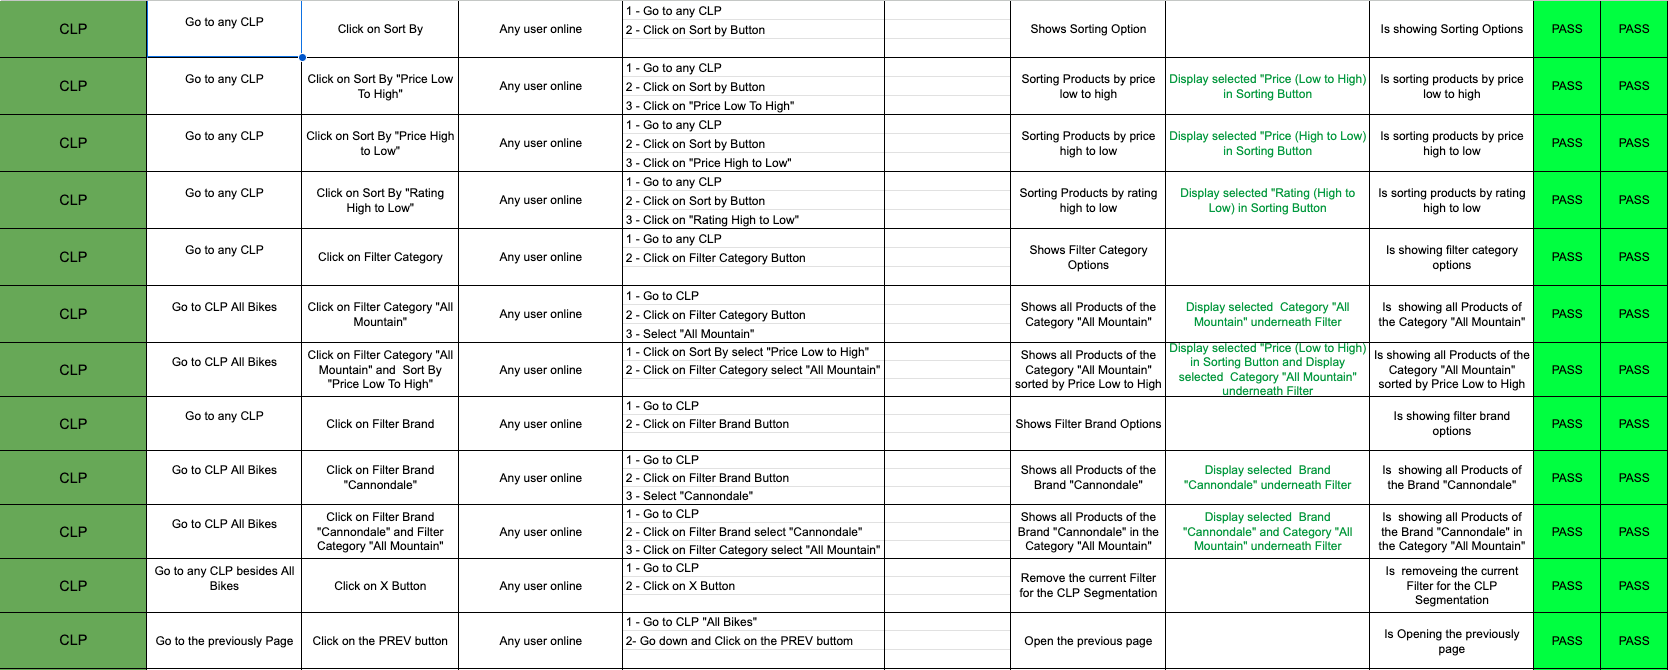 CLP
Go to any CLP
Click on Sort By
Any user online
1 - Go to any CLP
2 - Click on Sort by Button
Shows Sorting Option
Is showing Sorting Options
PASS
PASS
CLP
Go to any CLP
Click on Sort By "Price Low
To High"
Any user online
1 - Go to any CLP
2 - Click on Sort by Button
3 - Click on "Price Low To High"
Sorting Products by price
low to high
Display selected "Price (Low to High)
in Sorting Button
Is sorting products by price
low to high
PASS
PASS
CLP
Go to any CLP
Click on Sort By "Price High
to Low"
Any user online
1 - Go to any CLP
2 - Click on Sort by Button
3 - Click on "Price High to Low"
Sorting Products by price
high to low
Display selected "Price (High to Low)
in Sorting Button
Is sorting products by price
high to low
PASS
PASS
CLP
Go to any CLP
Click on Sort By "Rating
High to Low"
Any user online
1 - Go to any CLP
2 - Click on Sort by Button
3 - Click on "Rating High to Low"
Sorting Products by rating
high to low
Display selected "Rating (High to
Low) in Sorting Button
Is sorting products by rating
high to low
PASS
PASS
CLP
Go to any CLP
Click on Filter Category
Any user online
1 - Go to any CLP
2 - Click on Filter Category Button
Shows Filter Category
Options
Is showing filter category
options
PASS
PASS
CLP
Go to CLP All Bikes
Click on Filter Category "All
Mountain"
Any user online
1 - Go to CLP
2 - Click on Filter Category Button
3 - Select "All Mountain"
Shows all Products of the
Category "All Mountain"
Display selected  Category "All
Mountain" underneath Filter
Is  showing all Products of
the Category "All Mountain"
PASS
PASS
CLP
Go to CLP All Bikes
Click on Filter Category "All
Mountain" and  Sort By
"Price Low To High"
Any user online
1 - Click on Sort By select "Price Low to High"
2 - Click on Filter Category select "All Mountain"
Shows all Products of the
Category "All Mountain"
sorted by Price Low to High
Display selected "Price (Low to High)
in Sorting Button and Display
selected  Category "All Mountain"
underneath Filter
Is showing all Products of the
Category "All Mountain"
sorted by Price Low to High
PASS
PASS
CLP
Go to any CLP
Click on Filter Brand
Any user online
1 - Go to CLP
2 - Click on Filter Brand Button
Shows Filter Brand Options
Is showing filter brand
options
PASS
PASS
CLP
Go to CLP All Bikes
Click on Filter Brand
"Cannondale"
Any user online
1 - Go to CLP
2 - Click on Filter Brand Button
3 - Select "Cannondale"
Shows all Products of the
Brand "Cannondale"
Display selected  Brand
"Cannondale" underneath Filter
Is  showing all Products of
the Brand "Cannondale"
PASS
PASS
CLP
Go to CLP All Bikes
Click on Filter Brand
"Cannondale" and Filter
Category "All Mountain"
Any user online
1 - Go to CLP
2 - Click on Filter Brand select "Cannondale"
3 - Click on Filter Category select "All Mountain"
Shows all Products of the
Brand "Cannondale" in the
Category "All Mountain"
Display selected  Brand
"Cannondale" and Category "All
Mountain" underneath Filter
Is  showing all Products of
the Brand "Cannondale" in
the Category "All Mountain"
PASS
PASS
CLP
Go to any CLP besides All
Bikes
Click on X Button
Any user online
1 - Go to CLP
2 - Click on X Button
Remove the current Filter
for the CLP Segmentation
Is  removeing the current
Filter for the CLP
Segmentation
PASS
PASS
CLP
Go to the previously Page
Click on the PREV button
Any user online
1 - Go to CLP "All Bikes"
2- Go down and Click on the PREV buttom
Open the previous page
Is Opening the previously
page
PASS
PASS